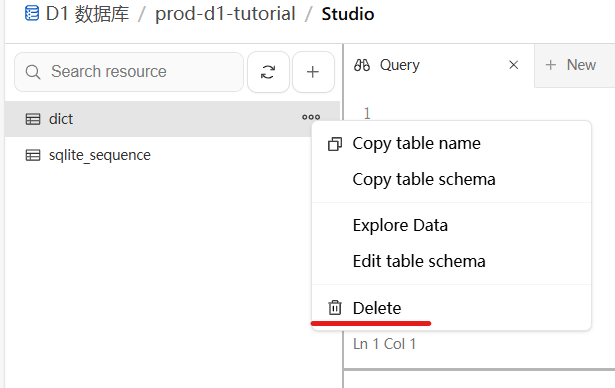 D1 数据库 / prod-d1-tutorial / Studio
Search resource
Query
New
dict
sqlite_sequence
1
Copy table name
Copy table schema
Explore Data
Edit table schema
Delete
Ln 1 Col 1